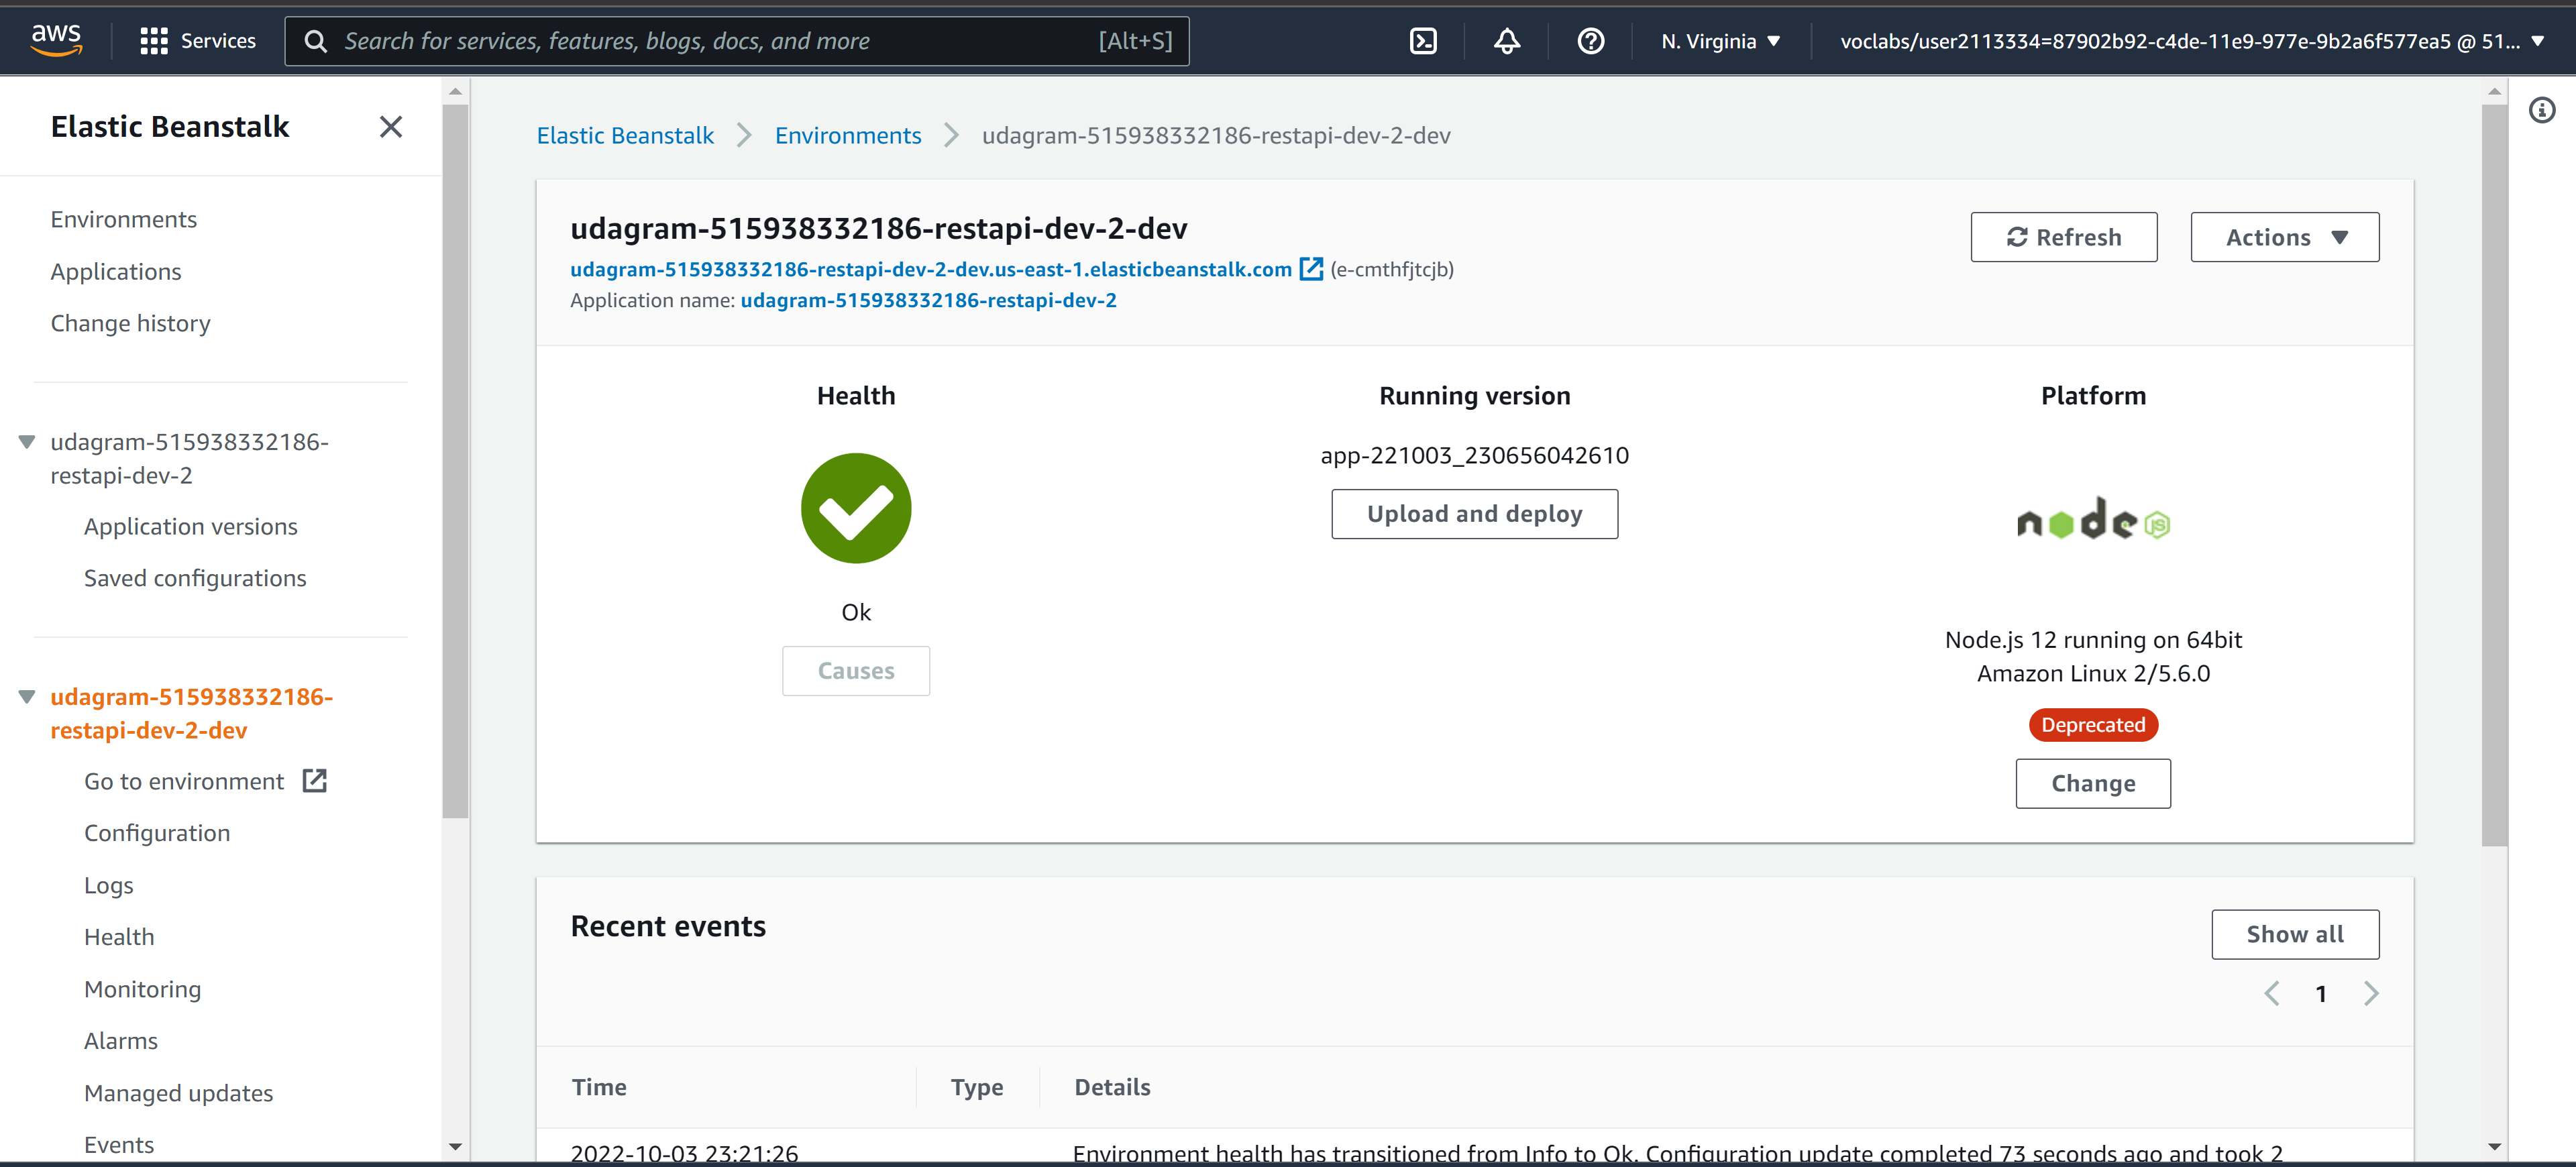 aws
Services
Search for services, features, blogs, docs, and more
[Alt+S]
N. Virginia
voclabs/user2113334=87902b92-c4de-11e9-977e-9b2a6f577ea5 @ 51...
Elastic Beanstalk
Environments
Applications
Change history
udagram-515938332186-
restapi-dev-2
Application versions
Saved configurations
udagram-515938332186-
restapi-dev-2-dev
Go to environment
Configuration
Logs
Health
Monitoring
Alarms
Managed updates
Events
Elastic Beanstalk
Environments
udagram-515938332186-restapi-dev-2-dev
udagram-515938332186-restapi-dev-2-dev
udagram-515938332186-restapi-dev-2-dev.us-east-1.elasticbeanstalk.com (e-cmthfjtcjb)
Application name: udagram-515938332186-restapi-dev-2
Refresh
Actions
Health
Ok
Causes
Running version
app-221003_230656042610
Upload and deploy
Platform
node JS
Node.js 12 running on 64bit
Amazon Linux 2/5.6.0
Deprecated
Change
Recent events
Show all
1
Time
Type
Details
2022-10-03 23:21:26
Environment health has transitioned from Info to Ok. Configuration update completed 73 seconds ago and took 2